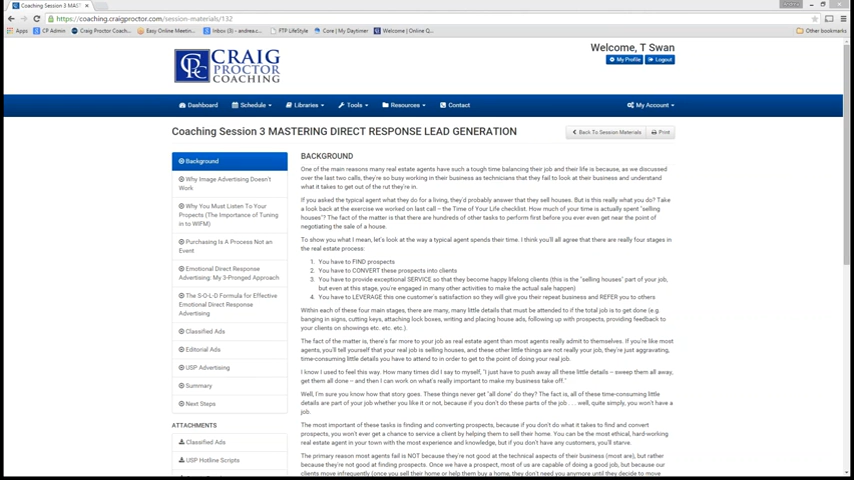 Coaching Session 3 MAST
https://coaching.craigproctor.com/session-materials/132
Apps
CP Admin
Craig Proctor Coach...
Easy Online Meetin...
FTP LifeStyle
Core | My Daytimer
Welcome | Online Q...
Other bookmarks
CRAIG
PROCTOR
COACHING
Welcome, T Swan
My Profile
Logout
Dashboard
Schedule
Libraries
Tools
Resources
Contact
My Account
Coaching Session 3 MASTERING DIRECT RESPONSE LEAD GENERATION
Back To Session Materials
Print
Background
Why Image Advertising Doesn't
Work
Why You Must Listen To Your
Propects (The Importance of Tuning
in to WIFM)
Purchasing Is A Process Not an
Event
Emotional Direct Response
Advertising: My 3-Pronged Approach
The S-O-L-D Formula for Effective
Emotional Direct Response
Advertising
Classified Ads
Editorial Ads
USP Advertising
Summary
Next Steps
ATTACHMENTS
Classified Ads
USP Hotline Scripts
BACKGROUND
One of the main reasons many real estate agents have such a tough time balancing their job and their life is because, as we discussed
over the last two calls, they're so busy working in their business as technicians that they fail to look at their business and understand
what it takes to get out of the rut they're in.
If you asked the typical agent what they do for a living, they'd probably answer that they sell houses. But is this really what you do? Take
a look back at the exercise we worked on last call – the Time of Your Life checklist. How much of your time is actually spent "selling
houses"? The fact of the matter is that there are hundreds of other tasks to perform first before you ever even get near the point of
negotiating the sale of a house.
To show you what I mean, let's look at the way a typical agent spends their time. I think you'll all agree that there are really four stages in
the real estate process:
1. You have to FIND prospects
2. You have to CONVERT these prospects into clients
3. You have to provide exceptional SERVICE so that they become happy lifelong clients (this is the "selling houses" part of your job,
but even at this stage, you're engaged in many other activities to make the actual sale happen)
4. You have to LEVERAGE this one customer's satisfaction so they will give you their repeat business and REFER you to others
Within each of these four main stages, there are many, many little details that must be attended to if the total job is to get done (e.g.
banging in signs, cutting keys, attaching lock boxes, writing and placing house ads, following up with prospects, providing feedback to
your clients on showings etc. etc. etc.).
The fact of the matter is, there's far more to your job as real estate agent than most agents really admit to themselves. If you're like most
agents, you'll tell yourself that your real job is selling houses, and these other little things are not really your job, they're just aggravating,
time-consuming little details you have to attend to in order to get to the point of doing your real job.
I know I used to feel this way. How many times did I say to myself, "I just have to push away all these little details – sweep them all away,
get them all done – and then I can work on what's really important to make my business take off."
Well, I'm sure you know how that story goes. These things never get "all done" do they? The fact is, all of these time-consuming little
details are part of your job whether you like it or not, because if you don't do these parts of the job . . . well, quite simply, you won't have a
job.
The most important of these tasks is finding and converting prospects, because if you don't do what it takes to find and convert
prospects, you won't ever get a chance to service a client by helping them to sell their home. You can be the most ethical, hard-working
real estate agent in your town with the most experience and knowledge, but if you don't have any customers, you'll starve.
The primary reason most agents fail is NOT because they're not good at the technical aspects of their business (most are), but rather
because they're not good at finding prospects. Once we have a prospect, most of us are capable of doing a good job, but because our
clients move infrequently (once you sell their home or help them buy a home, they don't need you anymore until they decide to move